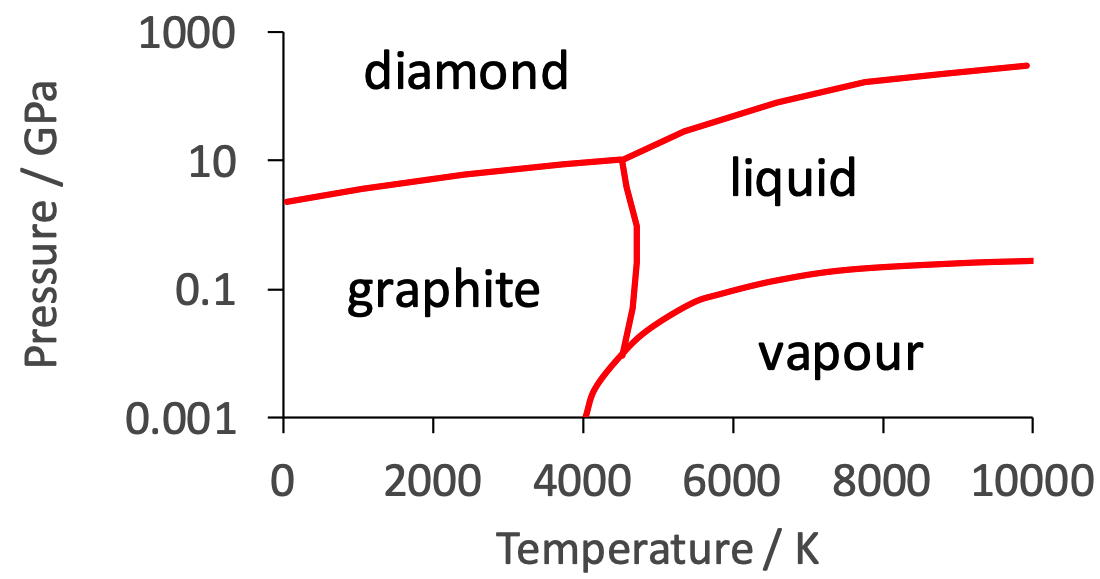 Pressure / GPa
1000
10
0.1
0.001
diamond
liquid
graphite
vapour
0 2000 4000 6000 8000 10000
Temperature / K